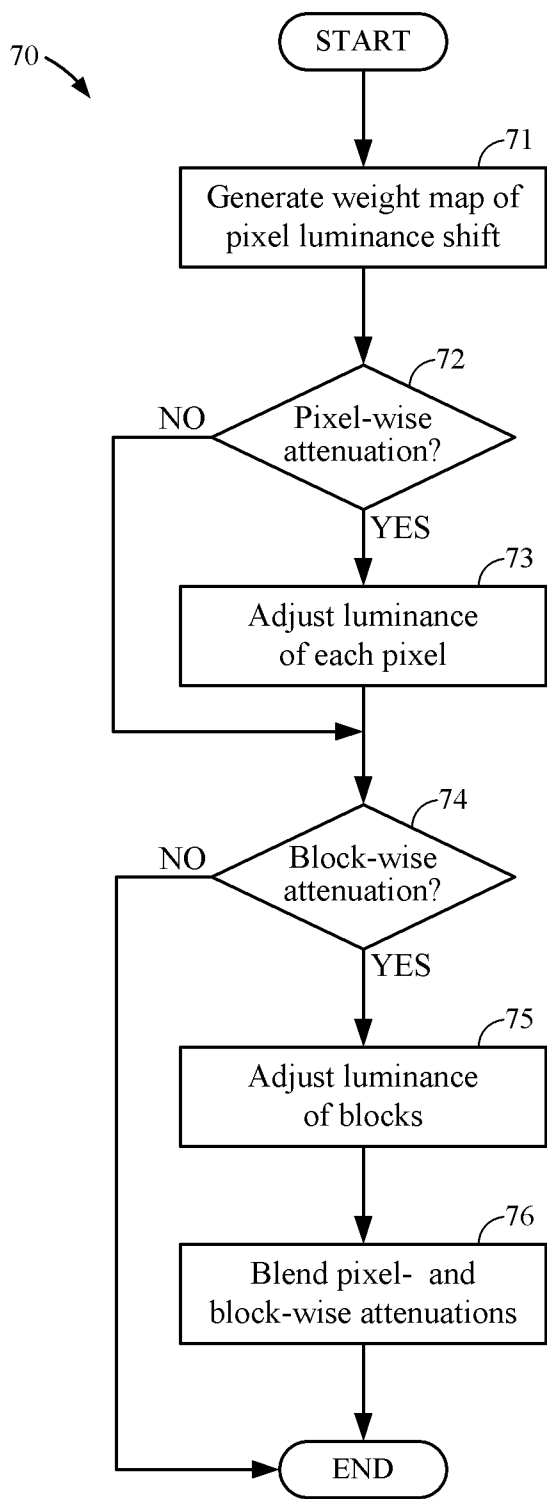 START
70
71
Generate weight map of
pixel luminance shift
72
NO
Pixel-wise
attenuation?
YES
73
Adjust luminance
of each pixel
74
NO
Block-wise
attenuation?
YES
75
Adjust luminance
of blocks
76
Blend pixel- and
block-wise attenuations
END